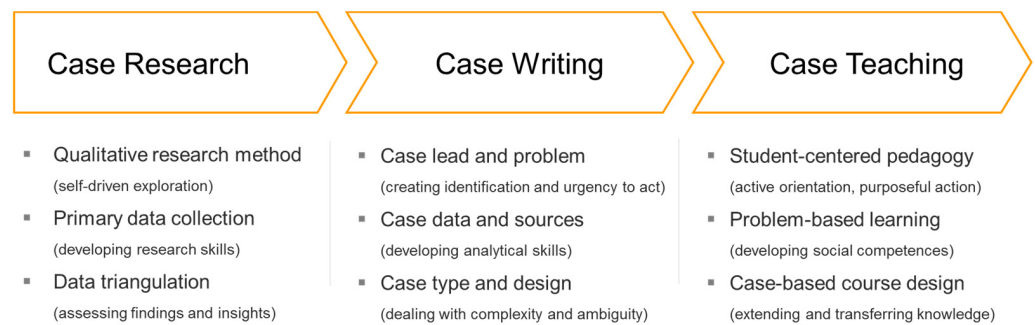 Case Research
Case Writing
Case Teaching
▪ Qualitative research method
(self-driven exploration)
▪ Primary data collection
(developing research skills)
▪ Data triangulation
(assessing findings and insights)
▪ Case lead and problem
(creating identification and urgency to act)
▪ Case data and sources
(developing analytical skills)
▪ Case type and design
(dealing with complexity and ambiguity)
▪ Student-centered pedagogy
(active orientation, purposeful action)
▪ Problem-based learning
(developing social competences)
▪ Case-based course design
(extending and transferring knowledge)